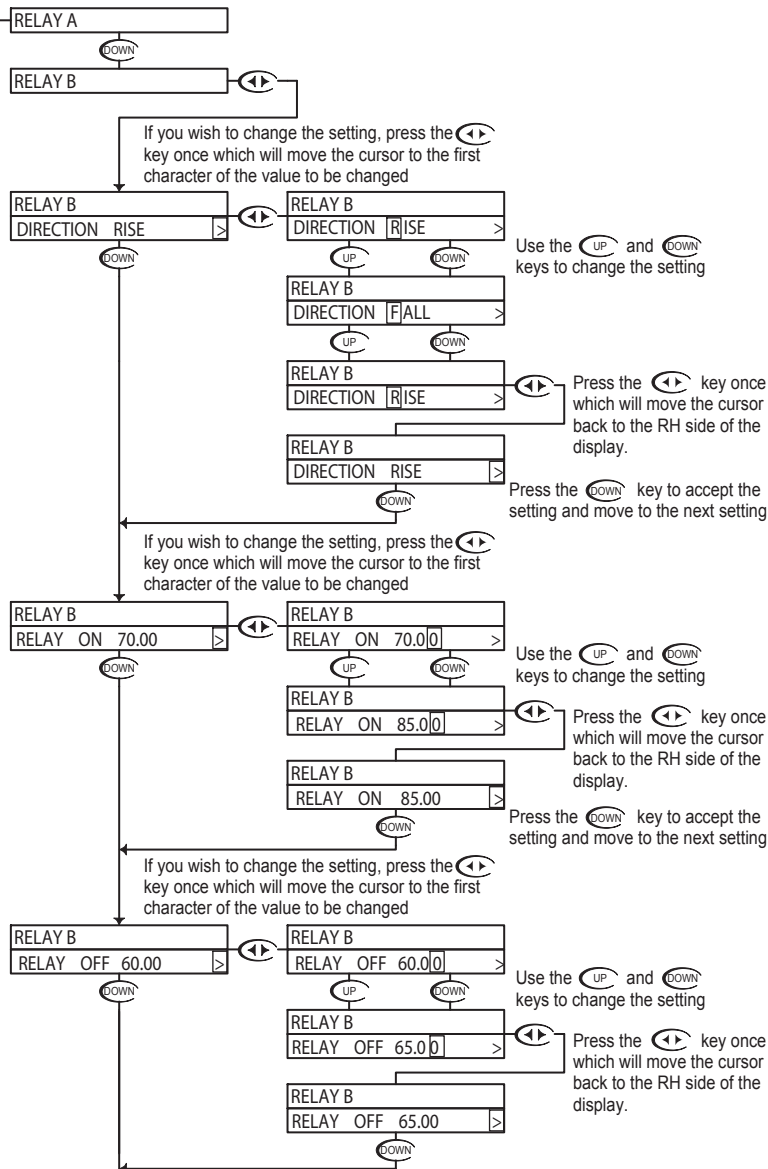 RELAY A
DOWN
RELAY B
If you wish to change the setting, press the
key once which will move the cursor to the first
character of the value to be changed
RELAY B
DIRECTION RISE >
DOWN
RELAY B
DIRECTION RISE >
UP DOWN
Use the UP and DOWN
keys to change the setting
RELAY B
DIRECTION FALL >
UP DOWN
RELAY B
DIRECTION RISE >
Press the key once
which will move the cursor
back to the RH side of the
display.
RELAY B
DIRECTION RISE >
DOWN
Press the DOWN key to accept the
setting and move to the next setting
If you wish to change the setting, press the
key once which will move the cursor to the first
character of the value to be changed
RELAY B
RELAY ON 70.00 >
DOWN
RELAY B
RELAY ON 70.00 >
UP DOWN
Use the UP and DOWN
keys to change the setting
RELAY B
RELAY ON 85.00 >
Press the key once
which will move the cursor
back to the RH side of the
display.
RELAY B
RELAY ON 85.00 >
DOWN
Press the DOWN key to accept the
setting and move to the next setting
If you wish to change the setting, press the
key once which will move the cursor to the first
character of the value to be changed
RELAY B
RELAY OFF 60.00 >
DOWN
RELAY B
RELAY OFF 60.00 >
UP DOWN
Use the UP and DOWN
keys to change the setting
RELAY B
RELAY OFF 65.00 >
Press the key once
which will move the cursor
back to the RH side of the
display.
RELAY B
RELAY OFF 65.00 >
DOWN